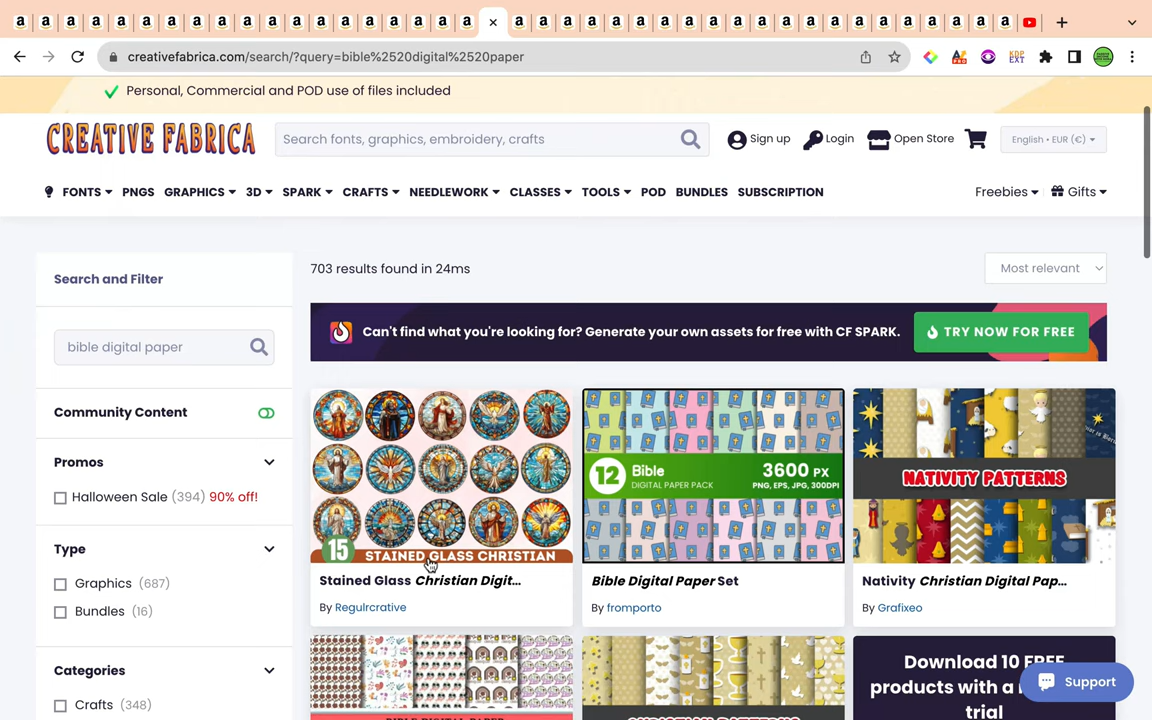 creativefabrica.com/search/?query=bible%2520digital%2520paper
Personal, Commercial and POD use of files included
CREATIVE FABRICA
Search fonts, graphics, embroidery, crafts
Sign up
Login
Open Store
English • EUR (€)
FONTS
PNGS
GRAPHICS
3D
SPARK
CRAFTS
NEEDLEWORK
CLASSES
TOOLS
POD
BUNDLES
SUBSCRIPTION
Freebies
Gifts
Search and Filter
bible digital paper
Community Content
Promos
Halloween Sale (394) 90% off!
Type
Graphics (687)
Bundles (16)
Categories
Crafts (348)
703 results found in 24ms
Most relevant
Can't find what you're looking for? Generate your own assets for free with CF SPARK.
TRY NOW FOR FREE
15 STAINED GLASS CHRISTIAN
Stained Glass Christian Digit...
By Regulrcrative
12 Bible
DIGITAL PAPER PACK
3600 PX
PNG, EPS, JPG, 300DPI
Bible Digital Paper Set
By fromporto
NATIVITY PATTERNS
Nativity Christian Digital Pap...
By Grafixeo
Download 10 FREE
products with a
trial
Support